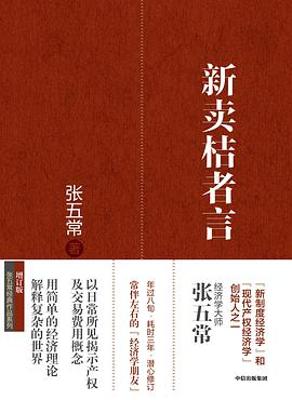 新卖桔者言
张五常 著
「新制度经济学」和
「现代产权经济学」
创始人之一
经济学大师
张五常
年过八旬·耗时三年·潜心修订
常伴左右的「经济学朋友」
以日常所见揭示产权
及交易费用概念
用简单的经济理论
解释复杂的世界
增订版
张五常经典作品系列
中信出版集团